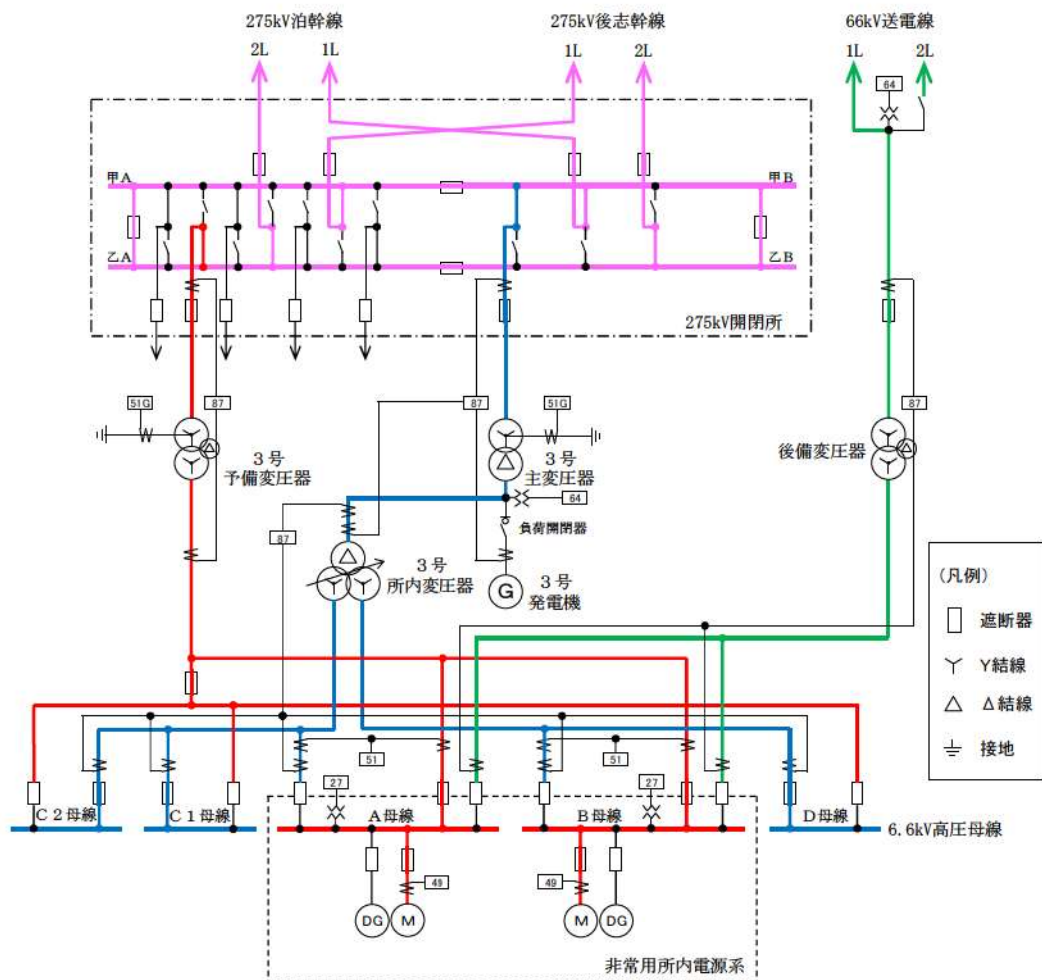 275kV泊幹線
275kV後志幹線
66kV送電線
2L
1L
1L
2L
1L
2L
64
甲A
甲B
乙A
乙B
275kV開閉所
51G
87
87
51G
87
3号
予備変圧器
3号
主変圧器
後備変圧器
64
負荷開閉器
87
3号
所内変圧器
G
3号
発電機
(凡例)
遮断器
Y結線
Δ結線
接地
51
51
27
27
C2母線
C1母線
A母線
B母線
D母線
6.6kV高圧母線
49
49
DG
M
M
DG
非常用所内電源系